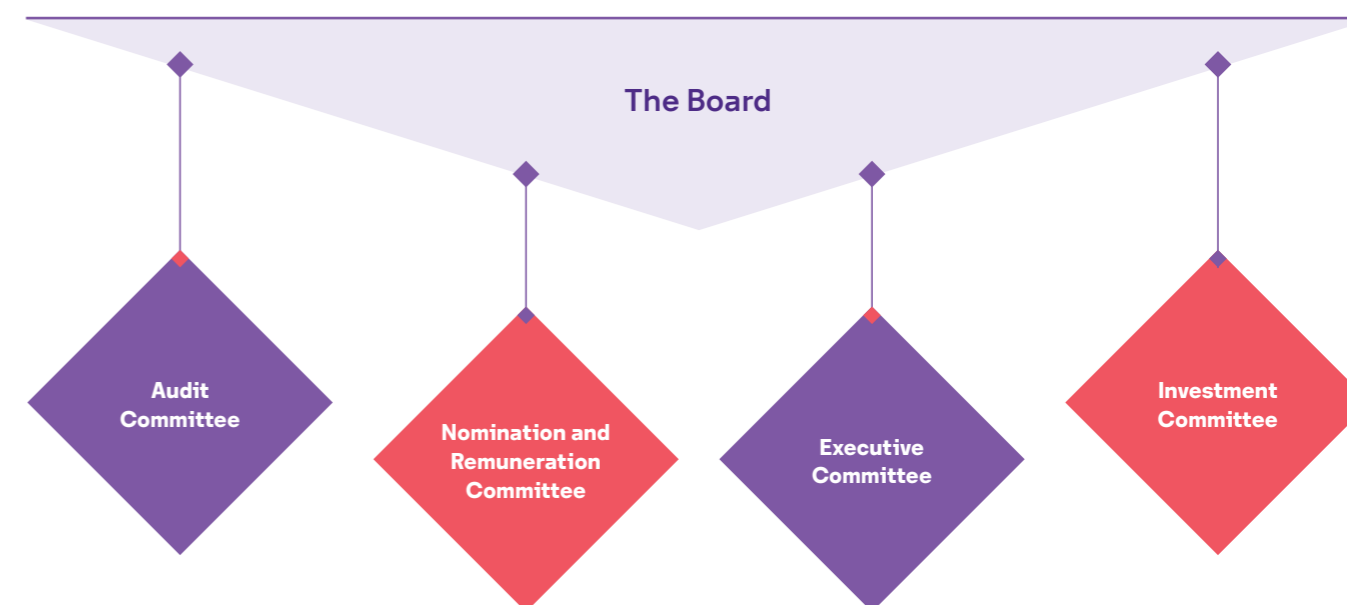 The Board
Audit
Committee
Nomination and
Remuneration
Committee
Executive
Committee
Investment
Committee